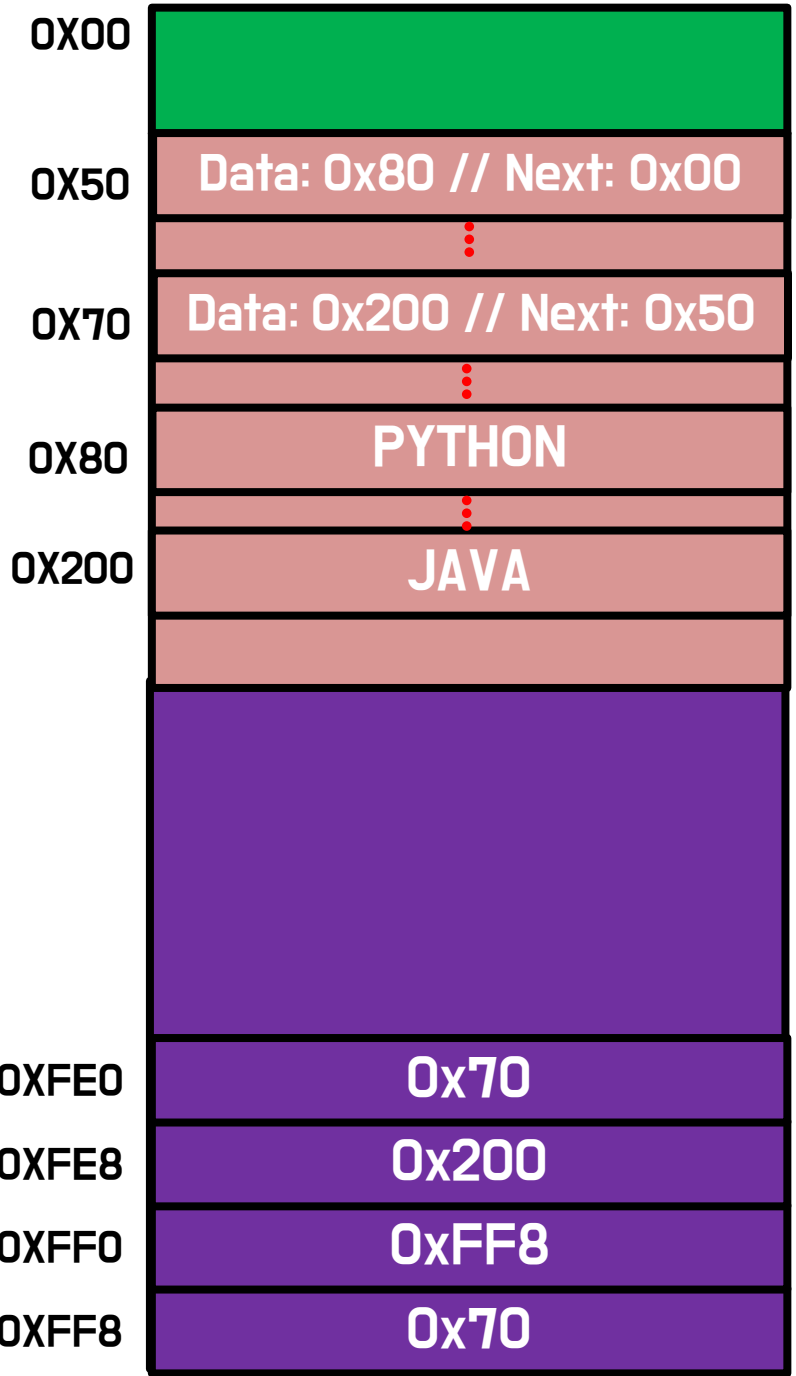 0X00
0X50 Data: 0x80 // Next: 0x00
0X70 Data: 0x200 // Next: 0x50
0X80 PYTHON
0X200 JAVA
0XFE0 0x70
0XFE8 0x200
0XFF0 0xFF8
0XFF8 0x70